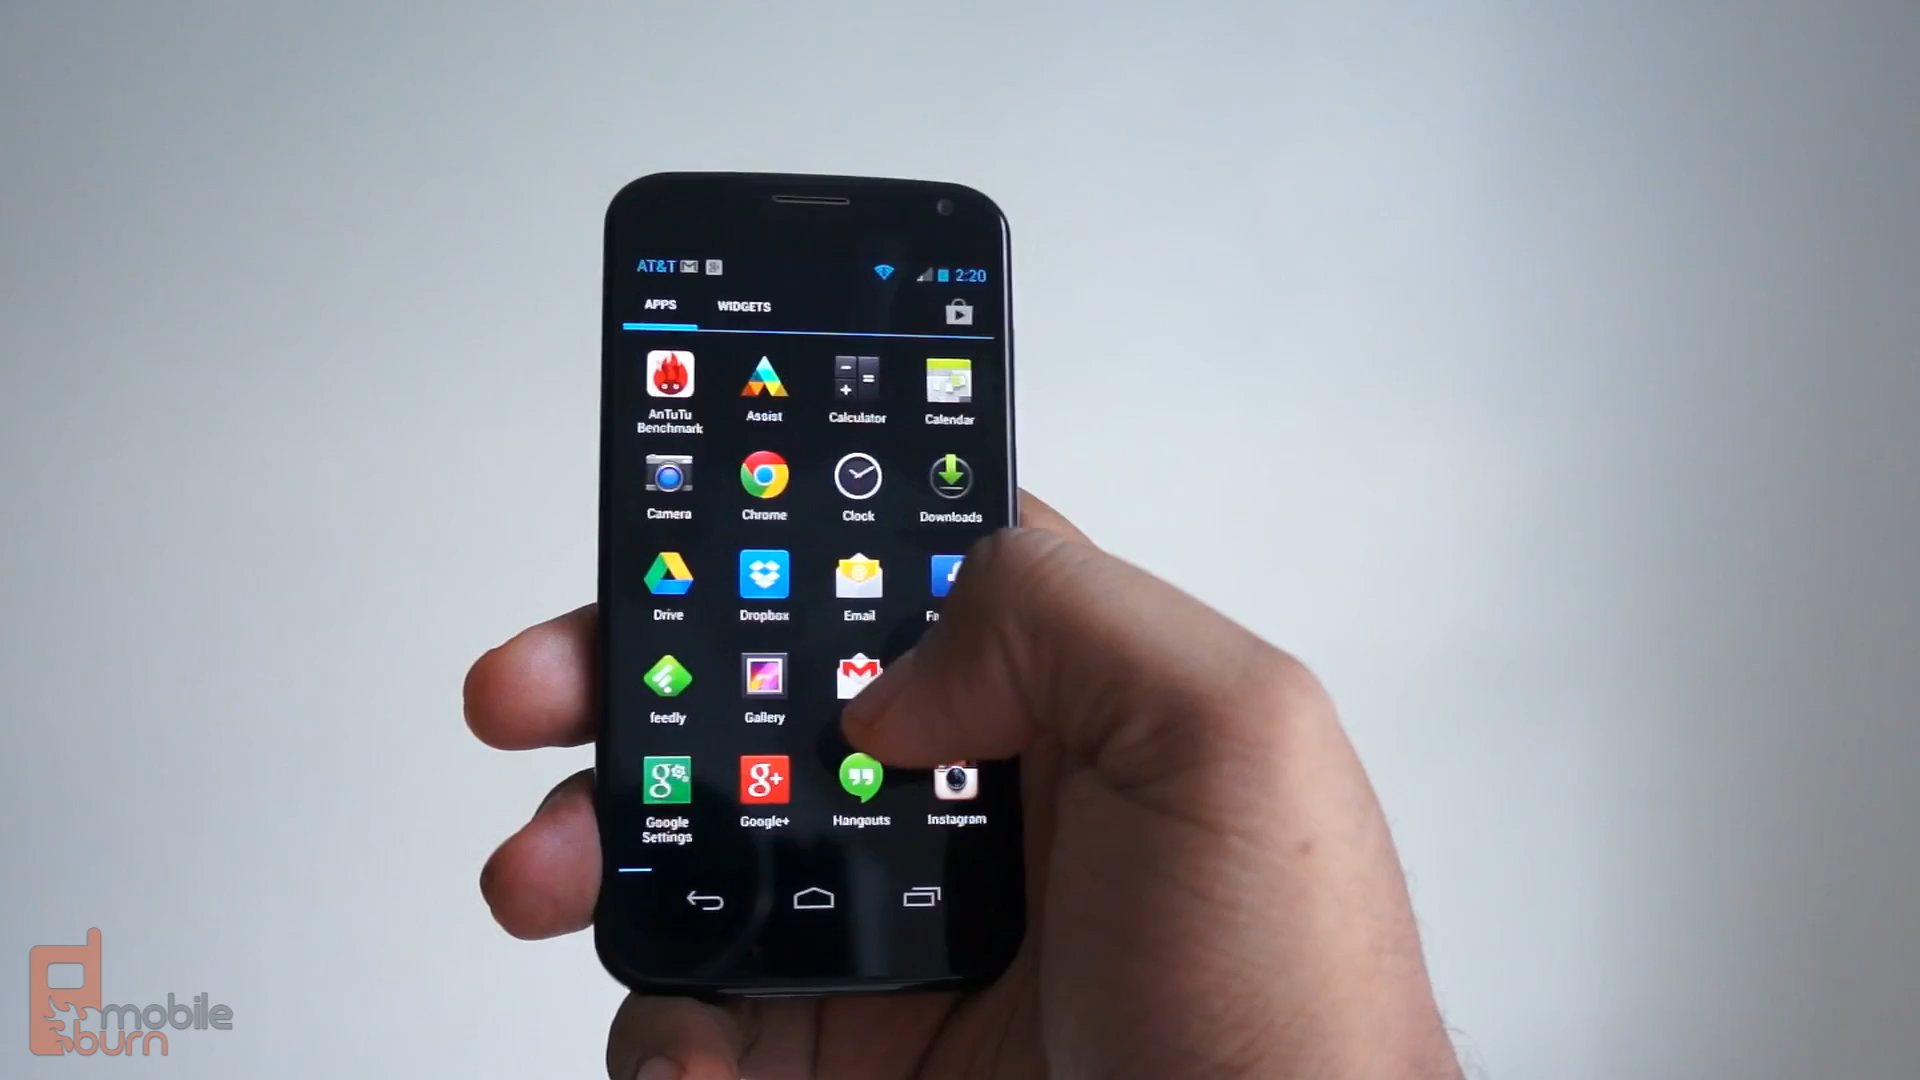 AT&T 2:20
APPS WIDGETS
AnTuTu
Benchmark
Assist
Calculator
Calendar
Camera
Chrome
Clock
Downloads
Drive
Dropbox
Email
feedly
Gallery
Google
Settings
Google+
Hangouts
Instagram
mobile
burn